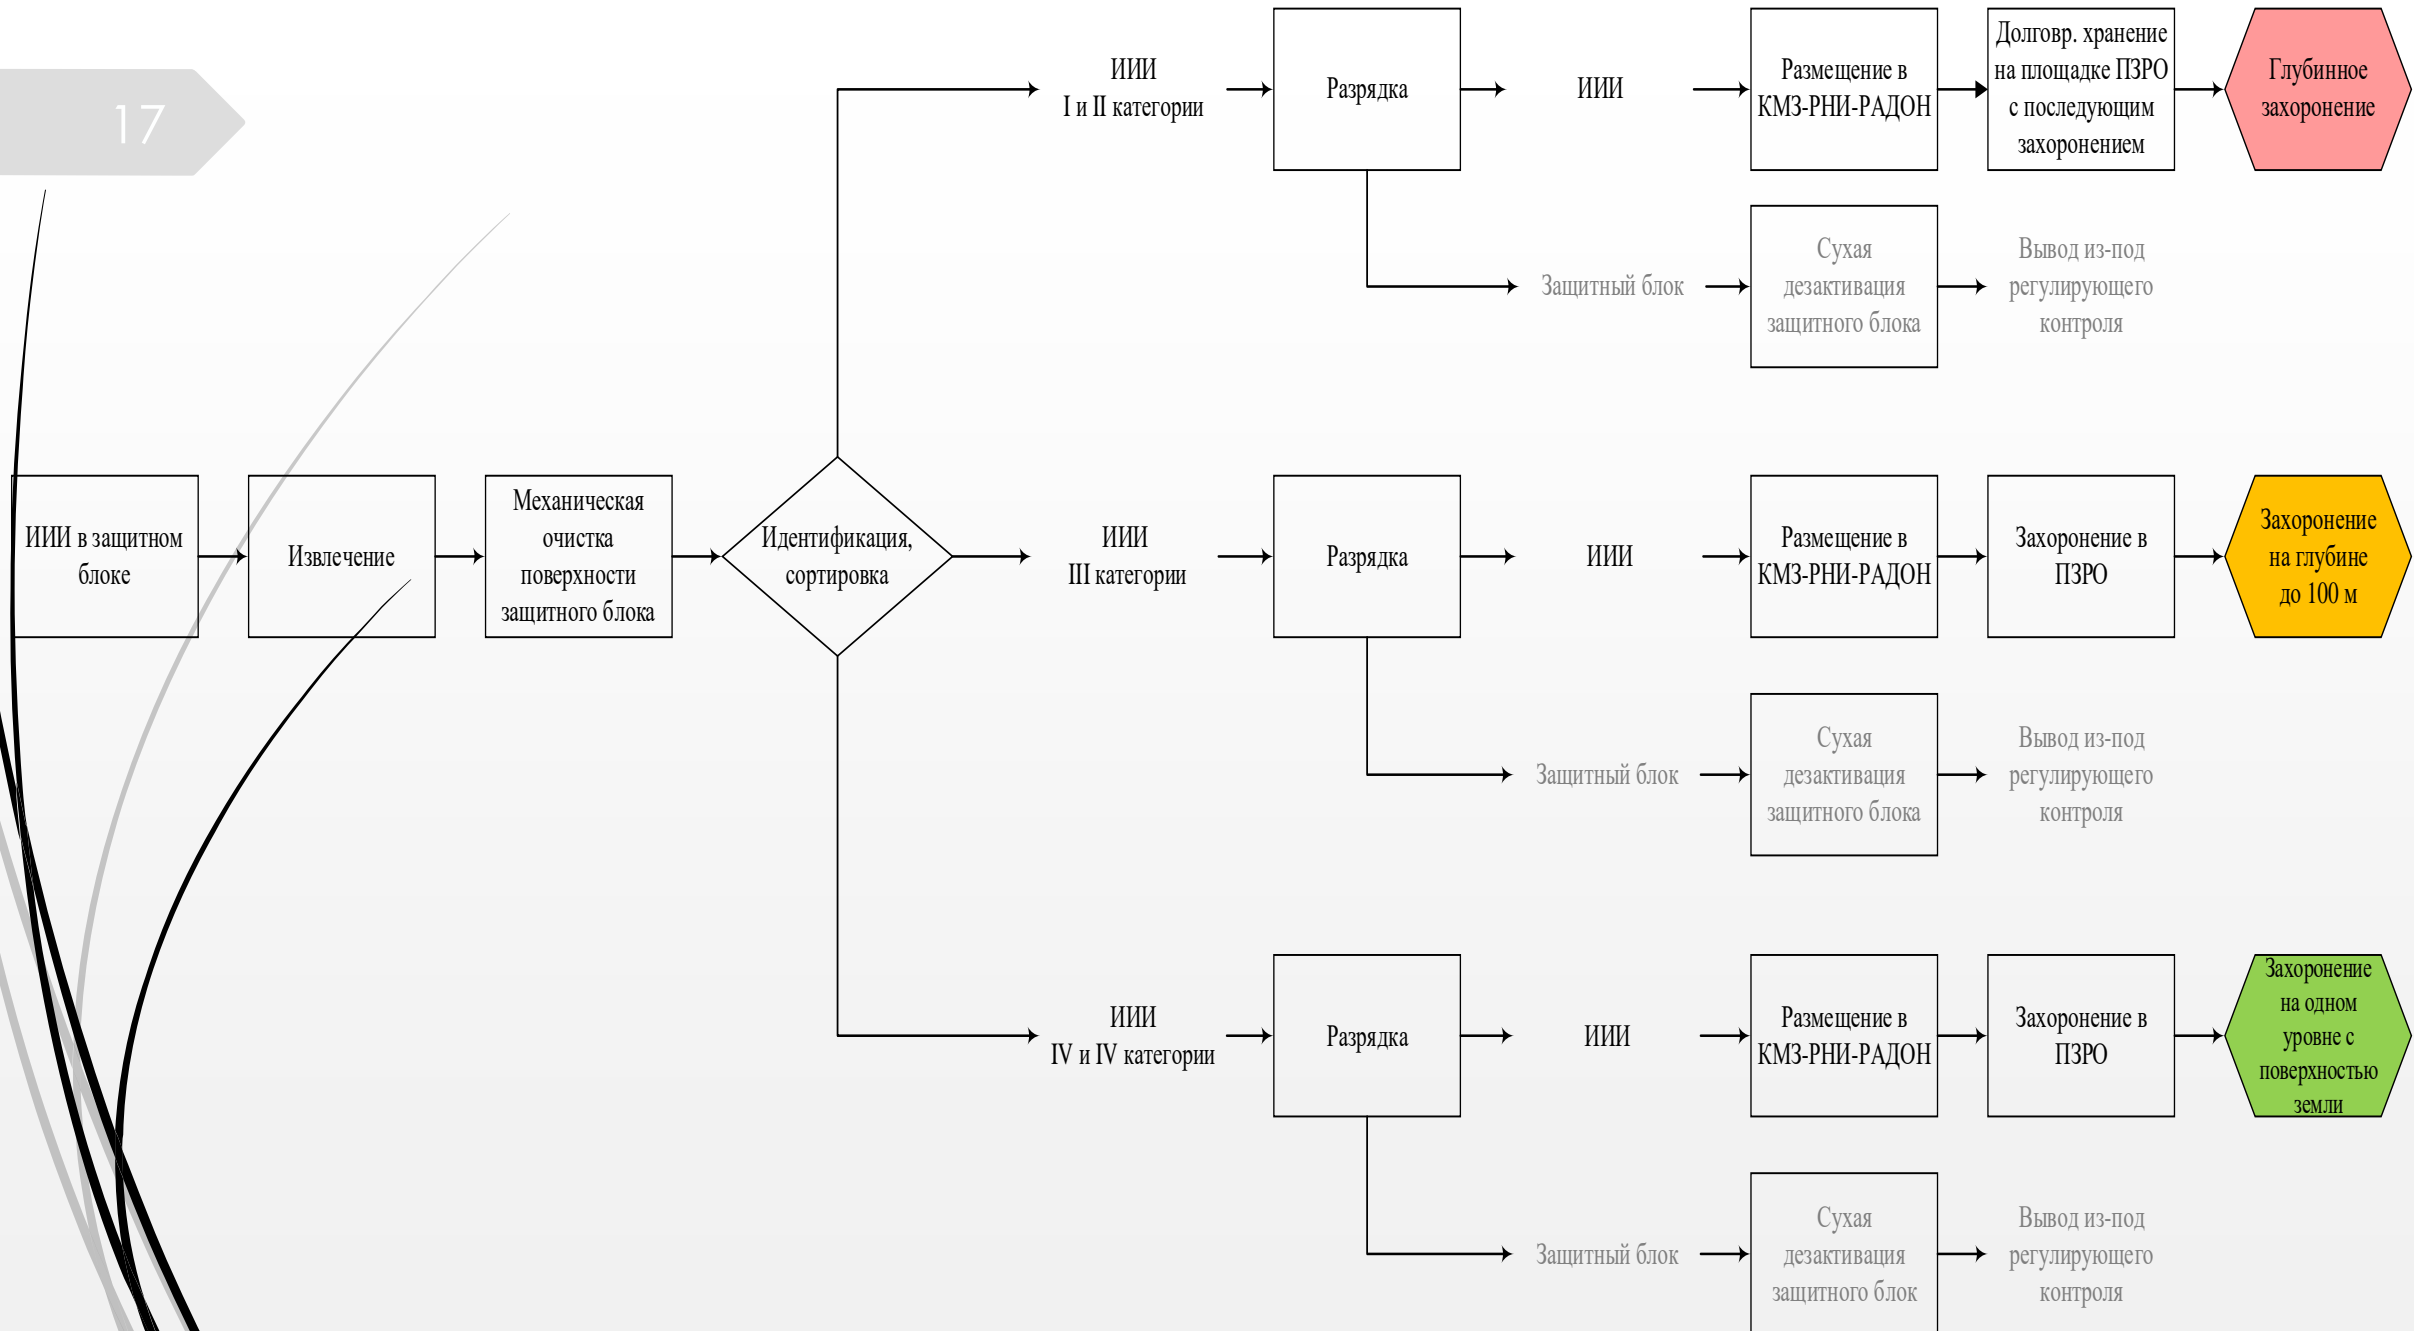 17
ИИИ в защитном
блоке
Извлечение
Механическая
очистка
поверхности
защитного блока
Идентификация,
сортировка
ИИИ
I и II категории
Разрядка
ИИИ
Размещение в
КМЗ-РНИ-РАДОН
Долговр. хранение
на площадке ПЗРО
с последующим
захоронением
Глубинное
захоронение
Защитный блок
Сухая
дезактивация
защитного блока
Вывод из-под
регулирующего
контроля
ИИИ
III категории
Разрядка
ИИИ
Размещение в
КМЗ-РНИ-РАДОН
Захоронение в
ПЗРО
Захоронение
на глубине
до 100 м
Защитный блок
Сухая
дезактивация
защитного блока
Вывод из-под
регулирующего
контроля
ИИИ
IV и IV категории
Разрядка
ИИИ
Размещение в
КМЗ-РНИ-РАДОН
Захоронение в
ПЗРО
Захоронение
на одном
уровне с
поверхностью
земли
Защитный блок
Сухая
дезактивация
защитного блок
Вывод из-под
регулирующего
контроля